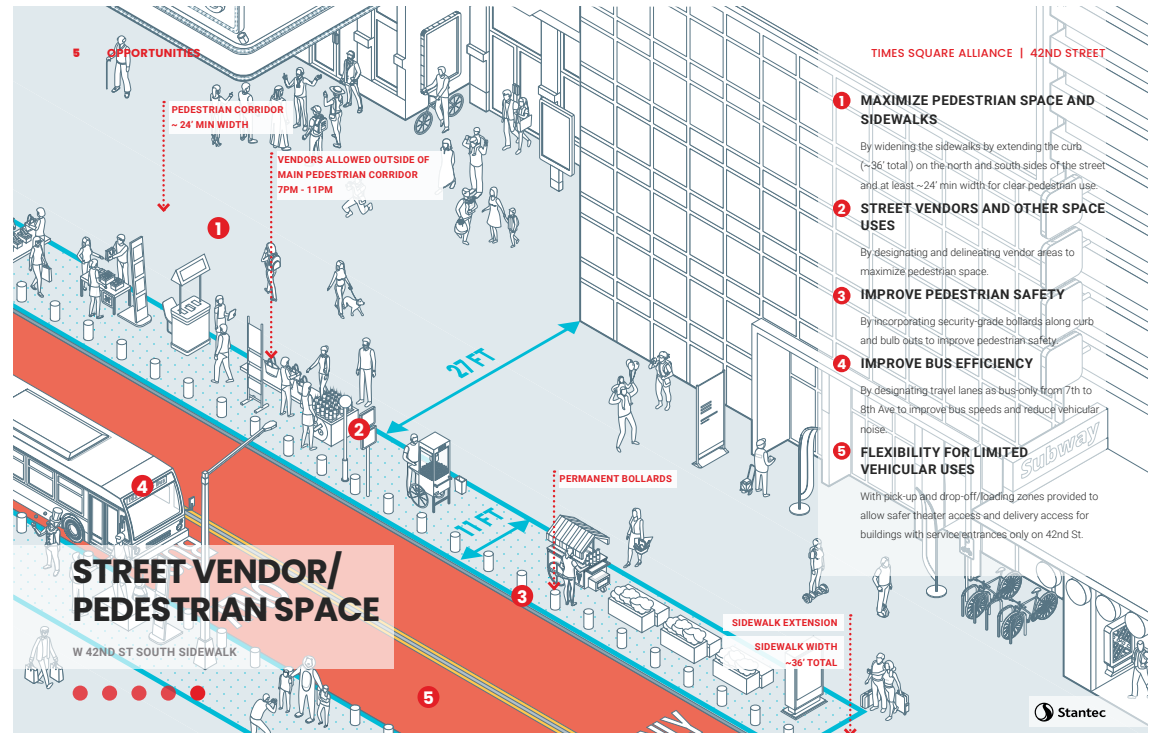 5 OPPORTUNITIES
TIMES SQUARE ALLIANCE | 42ND STREET
PEDESTRIAN CORRIDOR
~ 24' MIN WIDTH
VENDORS ALLOWED OUTSIDE OF
MAIN PEDESTRIAN CORRIDOR
7PM - 11PM
1
27 FT
2
4
PERMANENT BOLLARDS
11 FT
3
SIDEWALK EXTENSION
SIDEWALK WIDTH
~36' TOTAL
5
1 MAXIMIZE PEDESTRIAN SPACE AND
SIDEWALKS
By widening the sidewalks by extending the curb
(~36' total ) on the north and south sides of the street
and at least ~24' min width for clear pedestrian use.
2 STREET VENDORS AND OTHER SPACE
USES
By designating and delineating vendor areas to
maximize pedestrian space.
3 IMPROVE PEDESTRIAN SAFETY
By incorporating security-grade bollards along curb
and bulb outs to improve pedestrian safety.
4 IMPROVE BUS EFFICIENCY
By designating travel lanes as bus-only from 7th to
8th Ave to improve bus speeds and reduce vehicular
noise.
5 FLEXIBILITY FOR LIMITED
VEHICULAR USES
With pick-up and drop-off/loading zones provided to
allow safer theater access and delivery access for
buildings with service entrances only on 42nd St.
Subway
STREET VENDOR/
PEDESTRIAN SPACE
W 42ND ST SOUTH SIDEWALK
Stantec